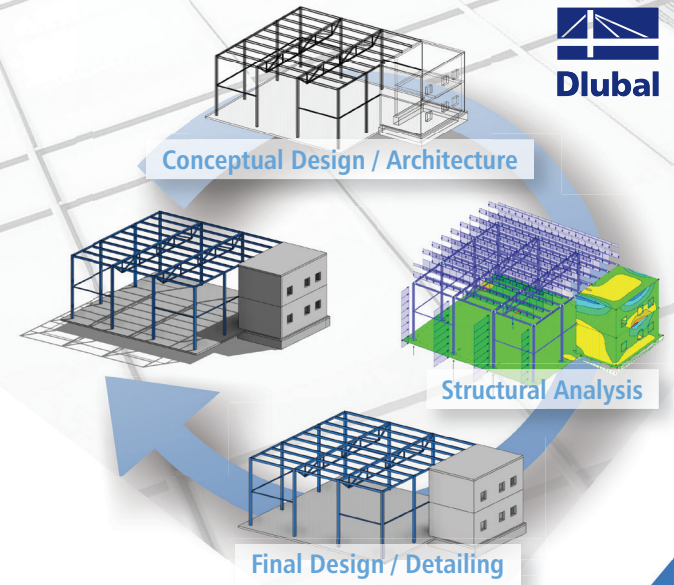 Dlubal
Conceptual Design / Architecture
Structural Analysis
Final Design / Detailing